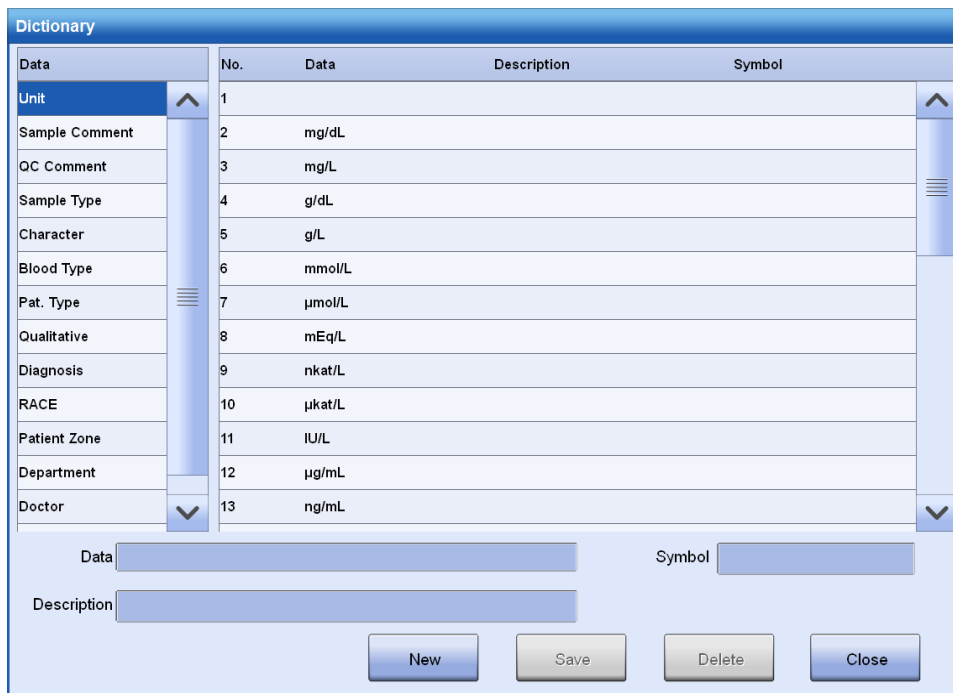 Dictionary
Data No. Data Description Symbol
Unit 1
Sample Comment 2 mg/dL
QC Comment 3 mg/L
Sample Type 4 g/dL
Character 5 g/L
Blood Type 6 mmol/L
Pat. Type 7 µmol/L
Qualitative 8 mEq/L
Diagnosis 9 nkat/L
RACE 10 µkat/L
Patient Zone 11 IU/L
Department 12 µg/mL
Doctor 13 ng/mL
Data Symbol
Description
New Save Delete Close